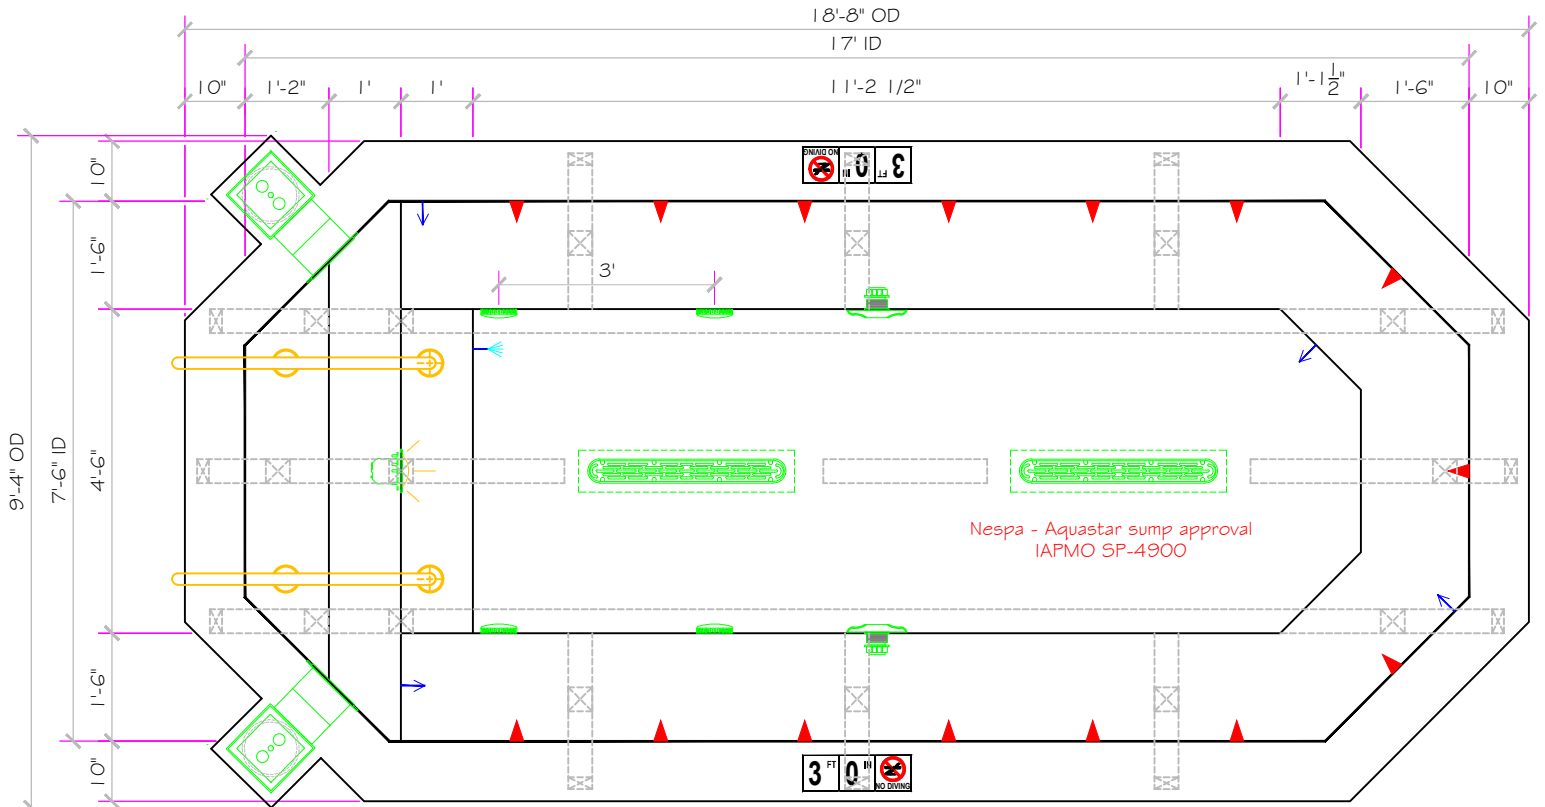 18'-8" OD
17' ID
10" 1'-2" 1' 1' 11'-2 1/2" 1'-1 1/2" 1'-6" 10"
NO DIVING 0 IN 3 FT
10"
1'-6"
3'
4'-6"
7'-6" ID
9'-4" OD
Nespa - Aquastar sump approval
IAPMO SP-4900
1'-6"
10"
3 FT 0 IN NO DIVING